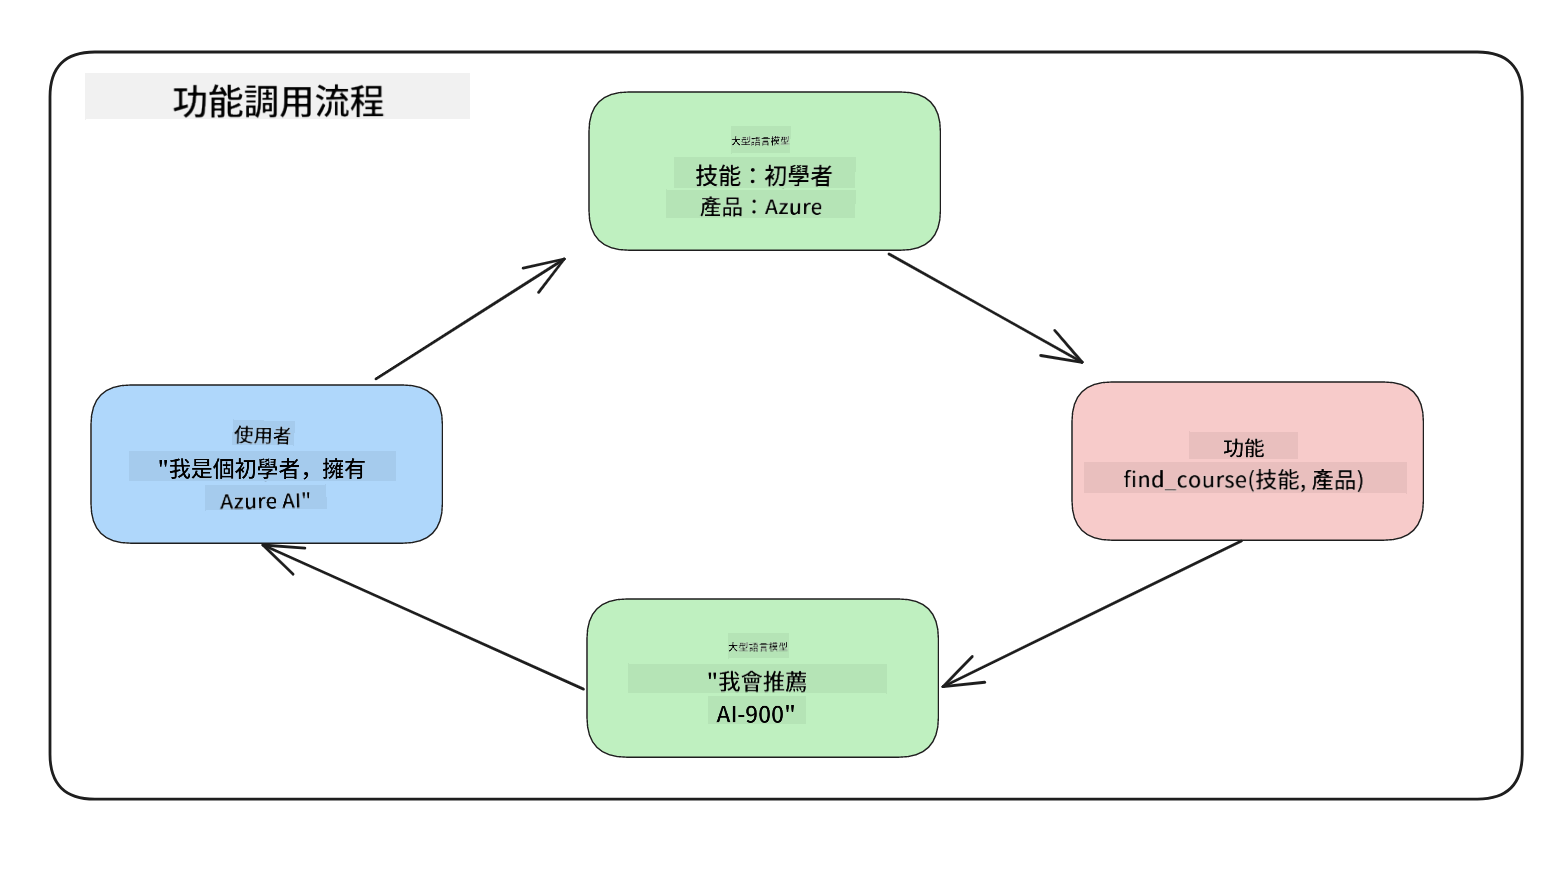 功能調用流程
大型語言模型
技能：初學者
產品：Azure
使用者
"我是個初學者，擁有
Azure AI"
功能
find_course(技能, 產品)
大型語言模型
"我會推薦
AI-900"